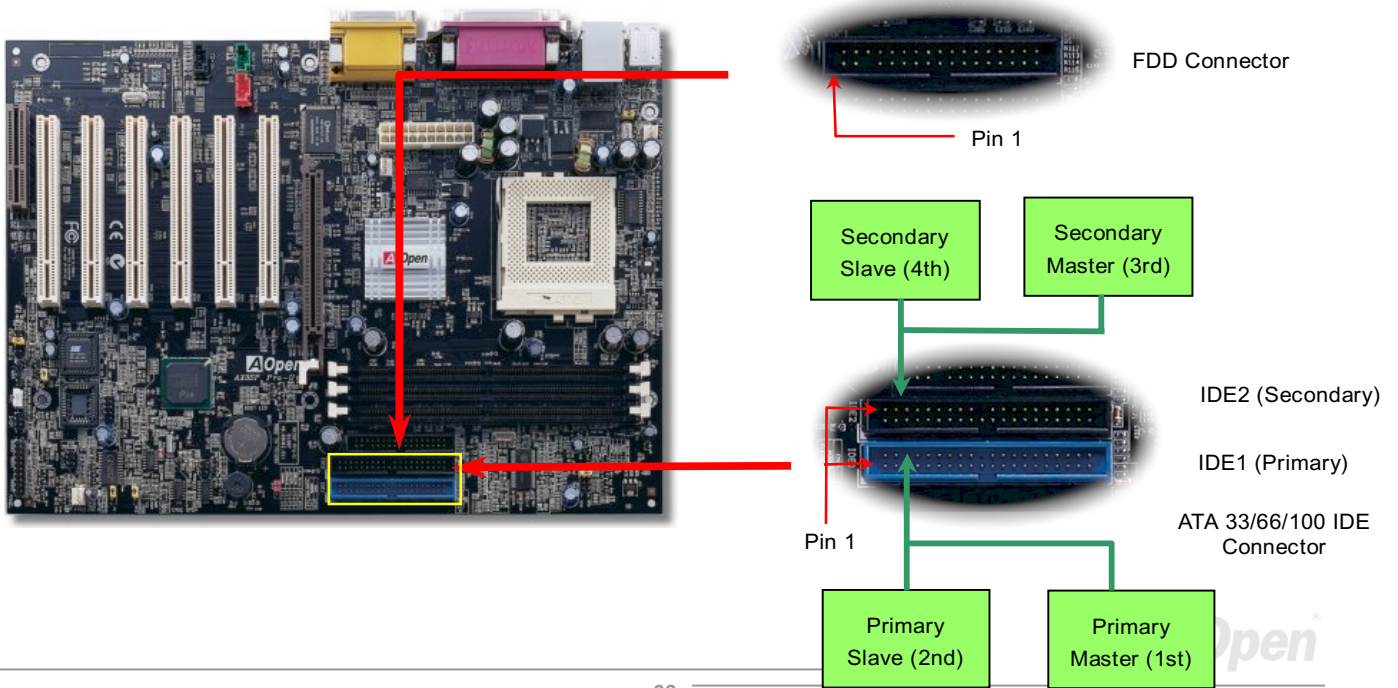 FDD Connector
Pin 1
Secondary
Slave (4th)
Secondary
Master (3rd)
AOpen
AOpen
IDE2 (Secondary)
IDE1 (Primary)
Pin 1
ATA 33/66/100 IDE
Connector
Primary
Slave (2nd)
Primary
Master (1st)
Open